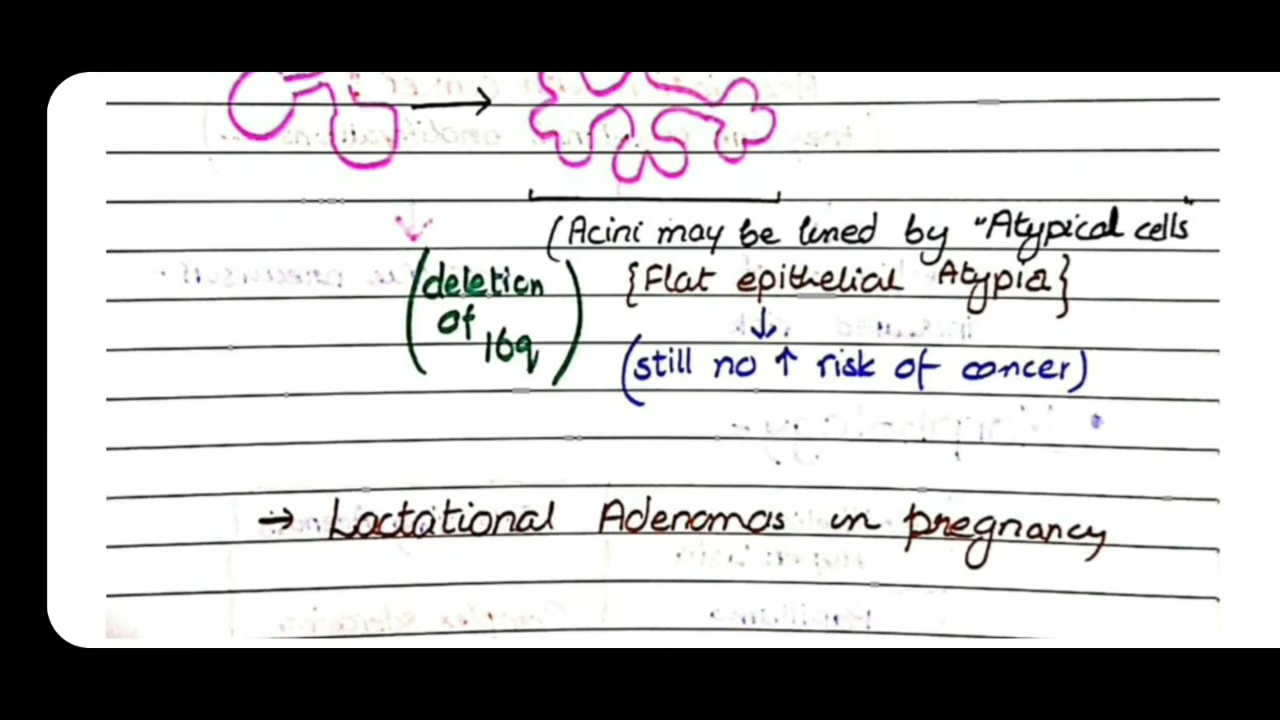 (Acini may be lined by "Atypical cells"
(deletion of 16q)
{Flat epithelial Atypia}
↓
(still no ↑ risk of cancer)
→ Lactational Adenomas in pregnancy